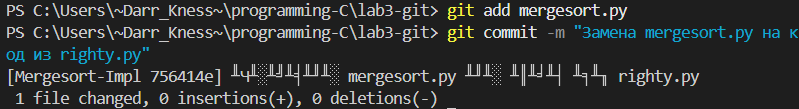 PS C:\Users\~Darr_Kness~\programming-C\lab3-git> git add mergesort.py
PS C:\Users\~Darr_Kness~\programming-C\lab3-git> git commit -m "Замена mergesort.py на к
од из righty.py"
[Mergesort-Impl 756414e] mergesort.py righty.py
1 file changed, 0 insertions(+), 0 deletions(-)